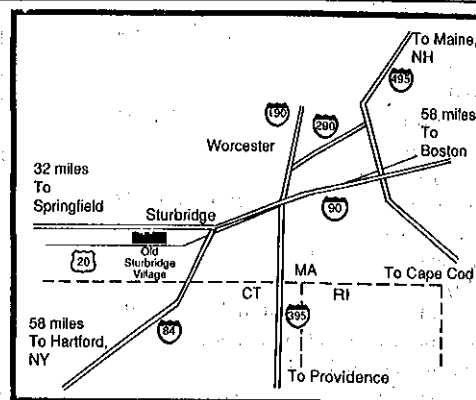 To Maine,
NH
495
190
290
58 miles
To
Boston
Worcester
32 miles
To
Springfield
Sturbridge
90
Old
Sturbridge
Village
20
To Cape Cod
MA
CT
RI
395
58 miles
To Hartford,
NY
84
To Providence